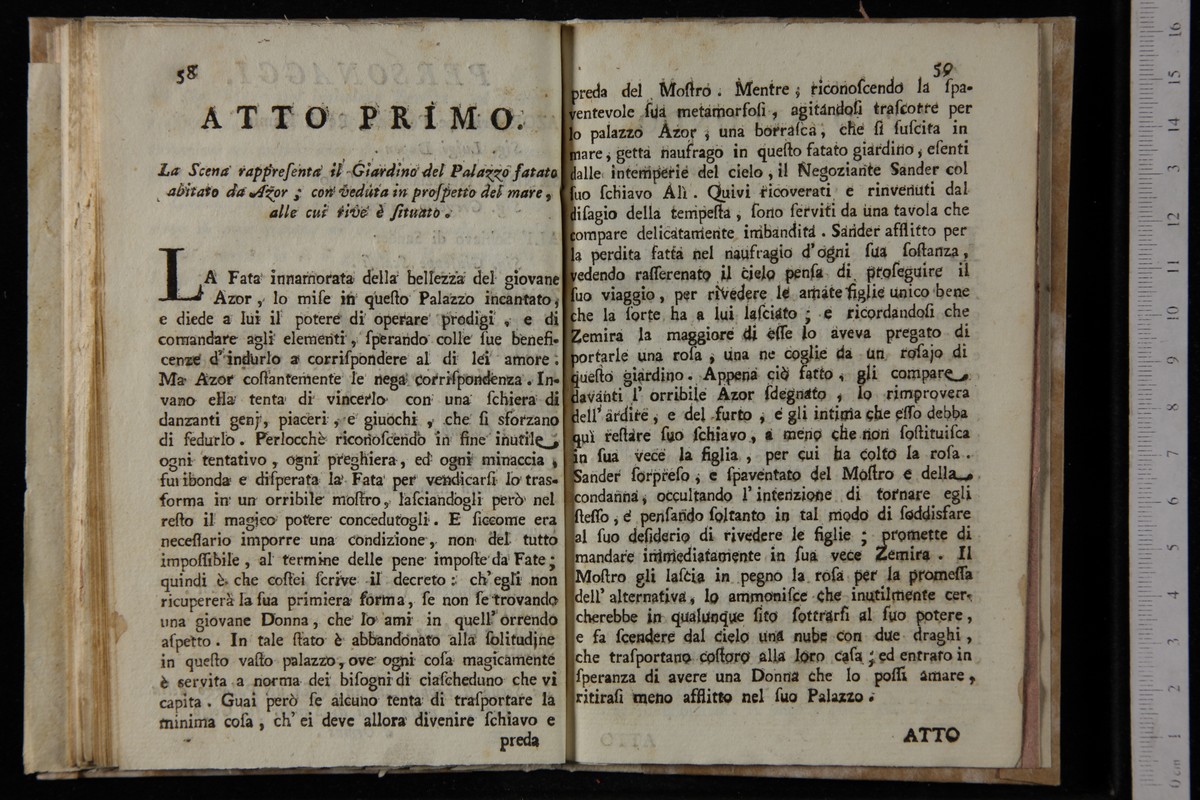 58
ATTO PRIMO.
La Scena rappreſenta il Giardino del Palazzo fatato
abitato da Azor ; con veduta in proſpetto del mare,
alle cui rive è ſituato .
LA Fata innamorata della bellezza del giovane
Azor , lo miſe in queſto Palazzo incantato,
e diede a lui il potere di operare prodigi , e di
comandare agli elementi , ſperando colle ſue benefi-
cenze d' indurlo a corriſpondere al di lei amore .
Ma Azor coſtantemente le nega corriſpondenza . In-
vano ella tenta di vincerlo con una ſchiera di
danzanti genj , piaceri , e giuochi , che ſi sforzano
di ſedurlo . Perlocchè riconoſcendo in fine inutile
ogni tentativo , ogni preghiera , ed ogni minaccia ,
furibonda e diſperata la Fata per vendicarſi lo tras-
forma in un orribile moſtro , laſciandogli però nel
reſto il magico potere concedutogli . E ſiccome era
neceſſario imporre una condizione , non del tutto
impoſſibile , al termine delle pene impoſte da Fate ;
quindi è che coſtei ſcrive il decreto : ch' egli non
ricupererà la ſua primiera forma , ſe non ſe trovando
una giovane Donna , che lo ami in quell' orrendo
aſpetto . In tale ſtato è abbandonato alla ſolitudine
in queſto vaſto palazzo , ove ogni coſa magicamente
è ſervita a norma dei biſogni di ciaſcheduno che vi
capita . Guai però ſe alcuno tenta di traſportare la
minima coſa , ch' ei deve allora divenire ſchiavo e
preda
59
preda del Moſtro . Mentre , riconoſcendo la ſpa-
ventevole ſua metamorfoſi , agitandoſi traſcorre per
lo palazzo Azor , una borraſca , che ſi ſuſcita in
mare , getta naufrago in queſto fatato giardino , eſenti
dalle intemperie del cielo , il Negoziante Sander col
ſuo ſchiavo Alì . Quivi ricoverati e rinvenuti dal
diſagio della tempeſta , ſono ſerviti da una tavola che
compare delicatamente imbandita . Sander afflitto per
la perdita fatta nel naufragio d' ogni ſua ſoſtanza ,
vedendo raſſerenato il cielo penſa di proſeguire il
ſuo viaggio , per rivedere le amate figlie unico bene
che la ſorte ha a lui laſciato ; e ricordandoſi che
Zemira la maggiore di eſſe lo aveva pregato di
portarle una roſa , una ne coglie da un roſajo di
queſto giardino . Appena ciò fatto , gli compare
davanti l' orribile Azor ſdegnato , lo rimprovera
dell' ardire , e del furto , e gli intima che eſſo debba
quì reſtare ſuo ſchiavo , a meno che non ſoſtituiſca
in ſua vece la figlia , per cui ha colto la roſa .
Sander ſorpreſo , e ſpaventato del Moſtro e della
condanna , occultando l' intenzione di tornare egli
ſteſſo , e penſando ſoltanto in tal modo di ſoddisfare
al ſuo deſiderio di rivedere le figlie ; promette di
mandare immediatamente in ſua vece Zemira . Il
Moſtro gli laſcia in pegno la roſa per la promeſſa
dell' alternativa , lo ammoniſce che inutilmente cer-
cherebbe in qualunque ſito ſottrarſi al ſuo potere ,
e fa ſcendere dal cielo una nube con due draghi ,
che traſportano coſtoro alla loro caſa ; ed entrato in
ſperanza di avere una Donna che lo poſſi amare ,
ritiraſi meno afflitto nel ſuo Palazzo .
ATTO
16
15
14
13
12
11
10
9
8
7
6
5
4
3
2
1
0 cm